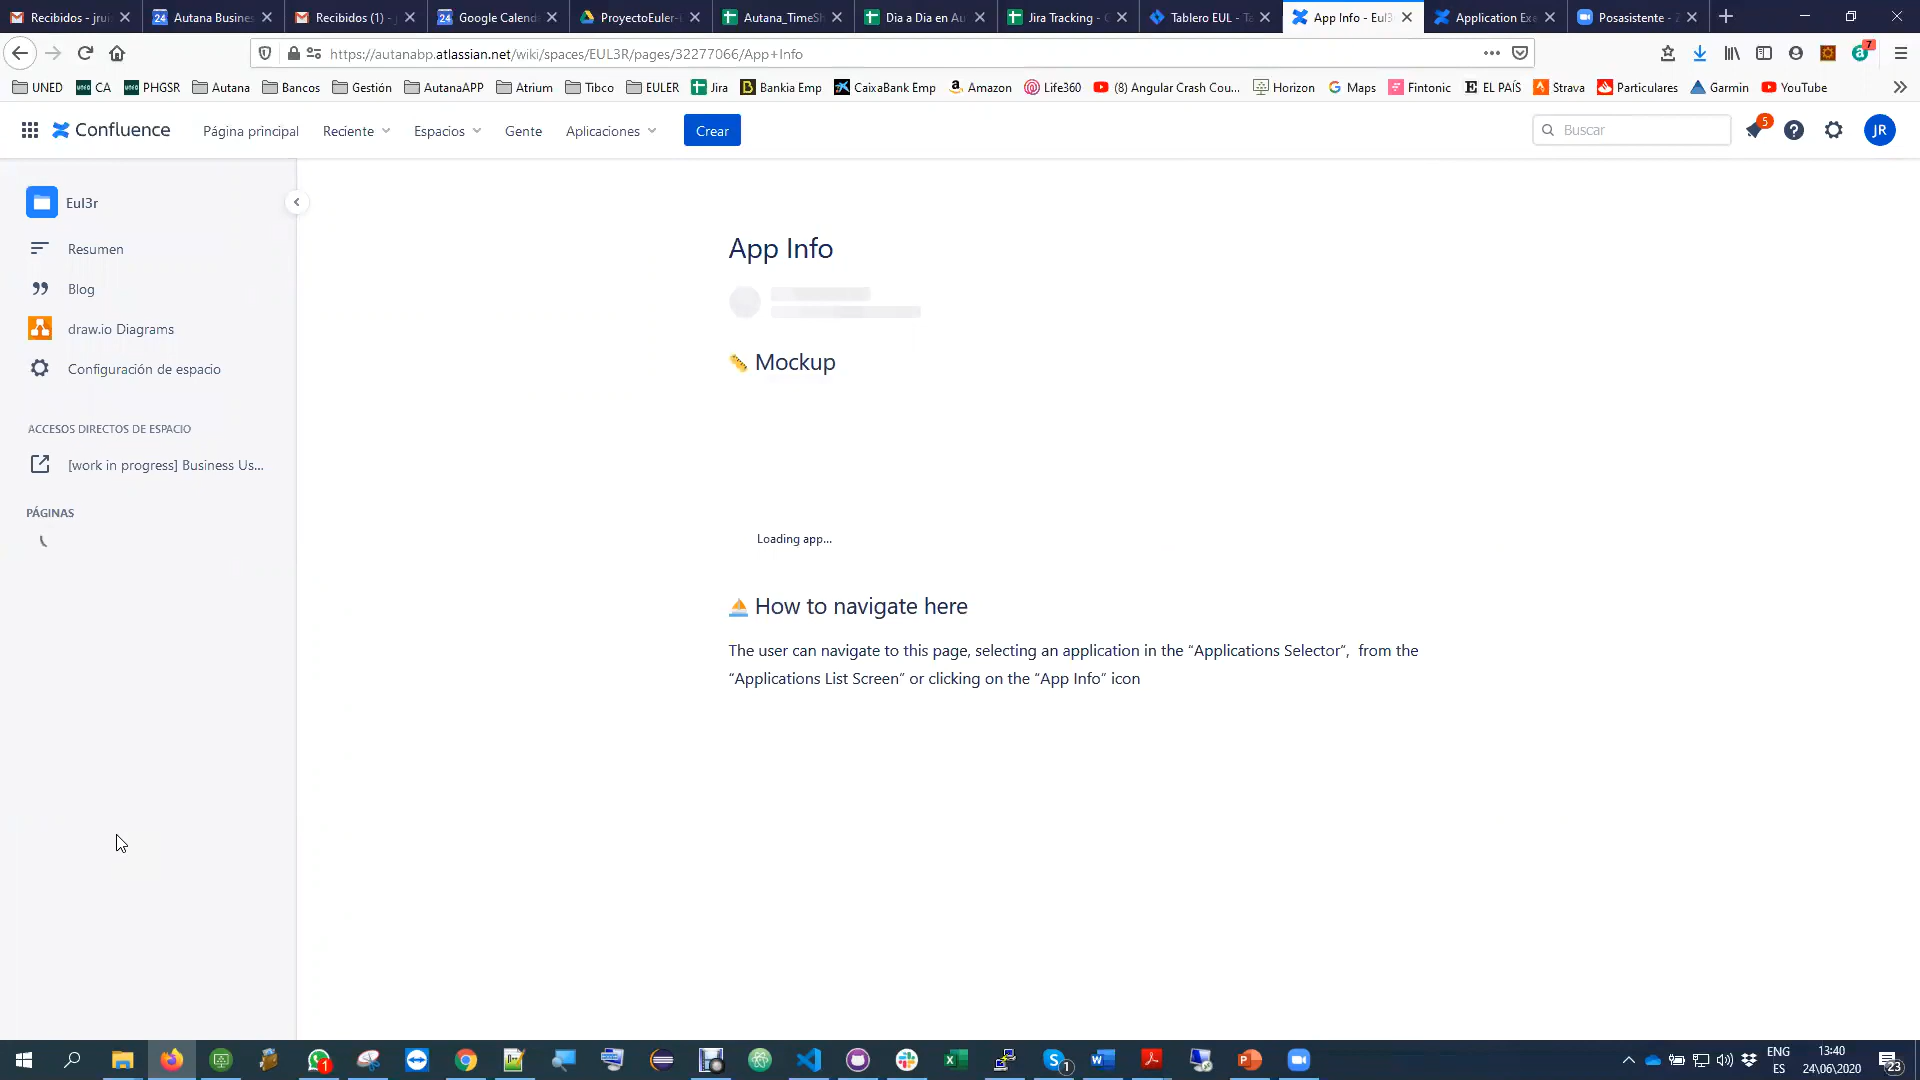 Recibidos - jrui
Autana Busines
Recibidos (1) - j
Google Calend
ProyectoEuler-
Autana_TimeSh
Dia a Dia en Au
Jira Tracking - G
Tablero EUL - Ta
App Info - Eul3
Application Exe
Posasistente - Z
https://autanabp.atlassian.net/wiki/spaces/EUL3R/pages/32277066/App+Info
7
UNED
CA
PHGSR
Autana
Bancos
Gestión
AutanaAPP
Atrium
Tibco
EULER
Jira
Bankia Emp
CaixaBank Emp
Amazon
Life360
(8) Angular Crash Cou...
Horizon
Maps
Fintonic
EL PAÍS
Strava
Particulares
Garmin
YouTube
Confluence
Página principal
Reciente
Espacios
Gente
Aplicaciones
Crear
Buscar
5
JR
Eul3r
Resumen
Blog
draw.io Diagrams
Configuración de espacio
ACCESOS DIRECTOS DE ESPACIO
[work in progress] Business Us...
PÁGINAS
App Info
Mockup
Loading app...
How to navigate here
The user can navigate to this page, selecting an application in the “Applications Selector”, from the
“Applications List Screen” or clicking on the “App Info” icon
1
1
ENG
ES
13:40
24\06\2020
23